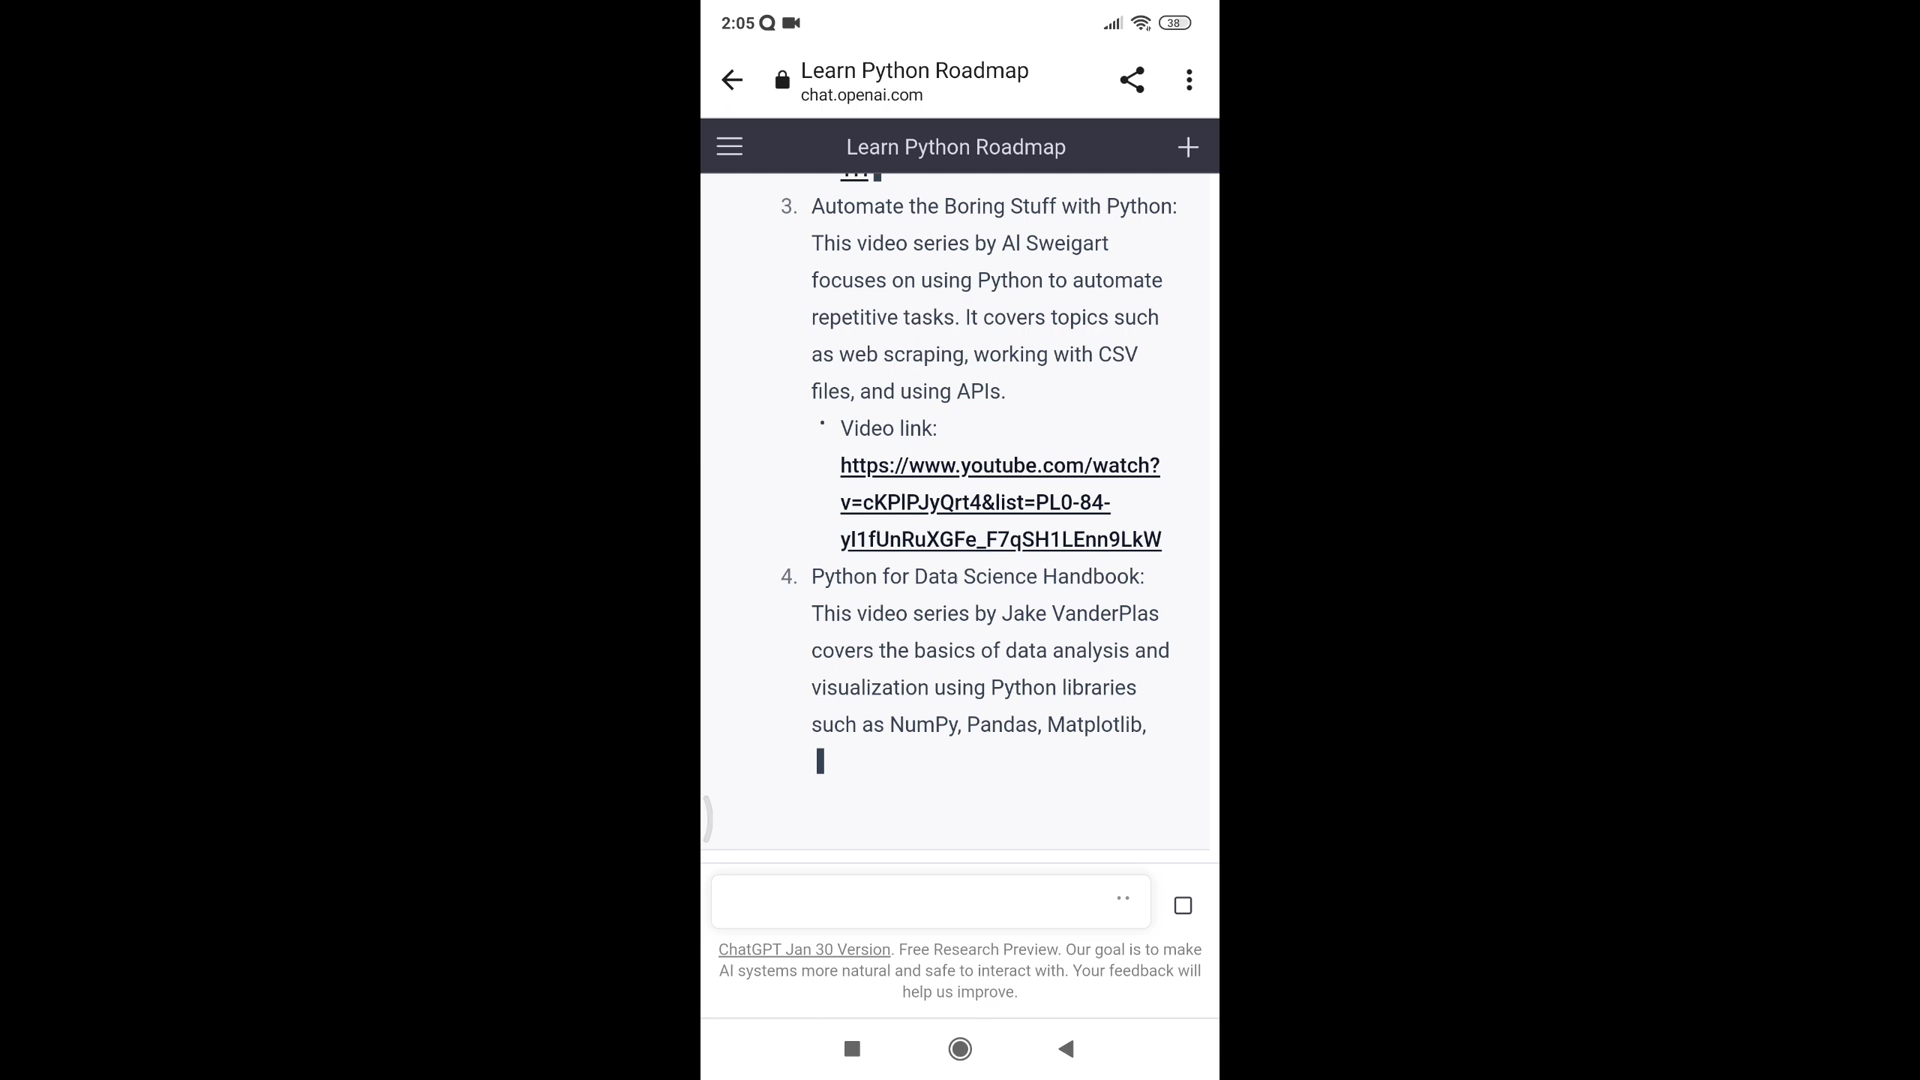 2:05
38
Learn Python Roadmap
chat.openai.com
Learn Python Roadmap
3. Automate the Boring Stuff with Python:
This video series by Al Sweigart
focuses on using Python to automate
repetitive tasks. It covers topics such
as web scraping, working with CSV
files, and using APIs.
Video link:
https://www.youtube.com/watch?
v=cKPlPJyQrt4&list=PL0-84-
yl1fUnRuXGFe_F7qSH1LEnn9LkW
4. Python for Data Science Handbook:
This video series by Jake VanderPlas
covers the basics of data analysis and
visualization using Python libraries
such as NumPy, Pandas, Matplotlib,
ChatGPT Jan 30 Version. Free Research Preview. Our goal is to make
AI systems more natural and safe to interact with. Your feedback will
help us improve.